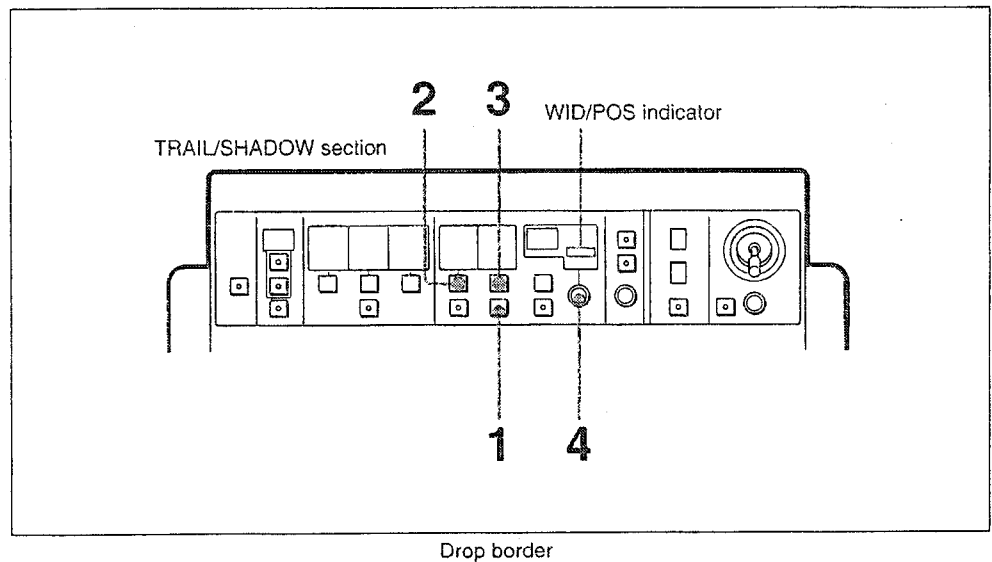 2 3
WID/POS indicator
TRAIL/SHADOW section
1 4
Drop border